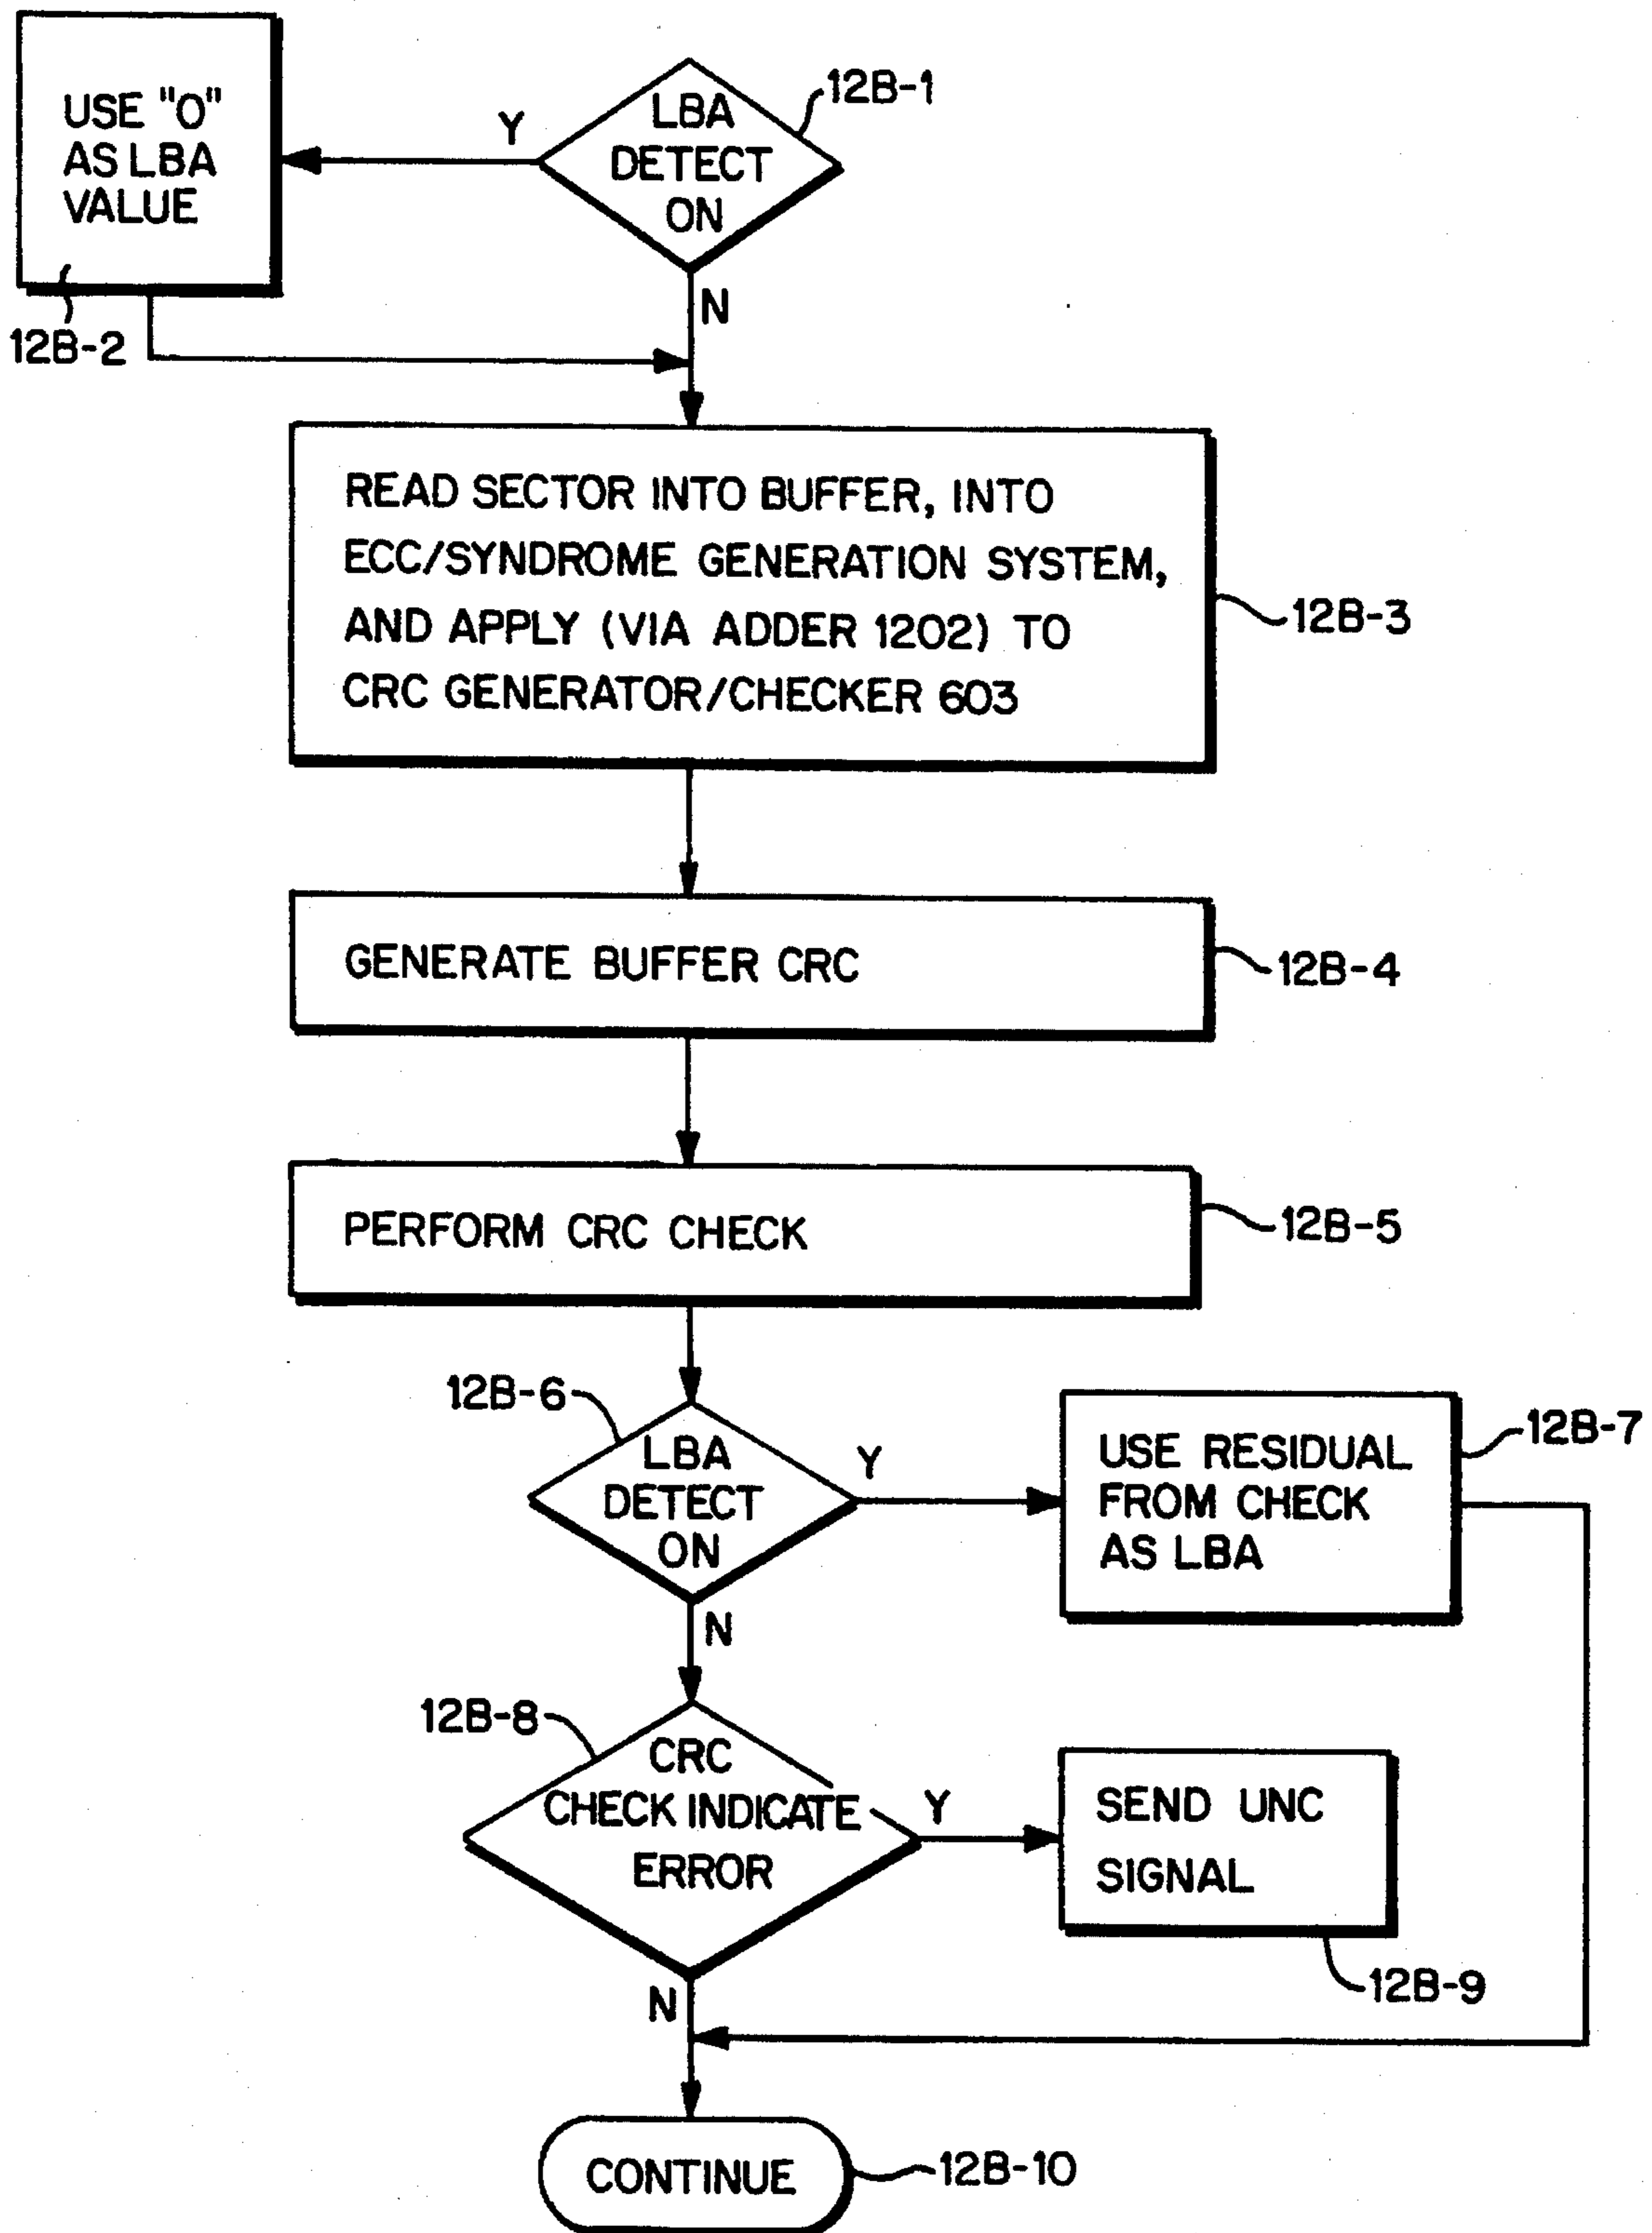 USE "0"
AS LBA
VALUE
12B-2
Y
LBA
DETECT
ON
12B-1
N
READ SECTOR INTO BUFFER, INTO
ECC/SYNDROME GENERATION SYSTEM,
AND APPLY (VIA ADDER 1202) TO
CRC GENERATOR/CHECKER 603
12B-3
GENERATE BUFFER CRC
12B-4
PERFORM CRC CHECK
12B-5
12B-6
LBA
DETECT
ON
Y
USE RESIDUAL
FROM CHECK
AS LBA
12B-7
N
12B-8
CRC
CHECK INDICATE
ERROR
Y
SEND UNC
SIGNAL
12B-9
N
CONTINUE
12B-10